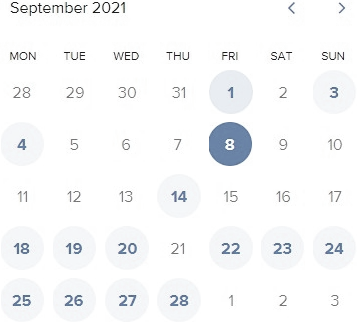 September 2021
MON TUE WED THU FRI SAT SUN
28 29 30 31 1 2 3
4 5 6 7 8 9 10
11 12 13 14 15 16 17
18 19 20 21 22 23 24
25 26 27 28 1 2 3